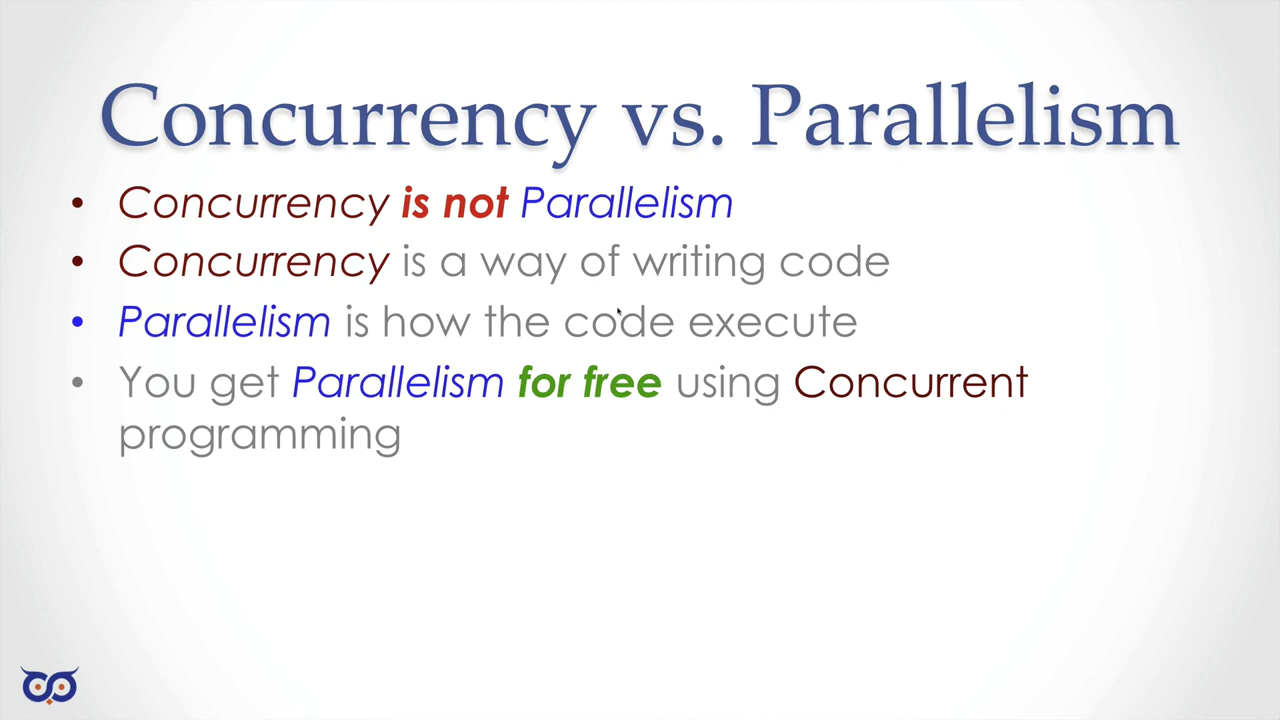 Concurrency vs. Parallelism
• Concurrency is not Parallelism
• Concurrency is a way of writing code
• Parallelism is how the code execute
• You get Parallelism for free using Concurrent
programming